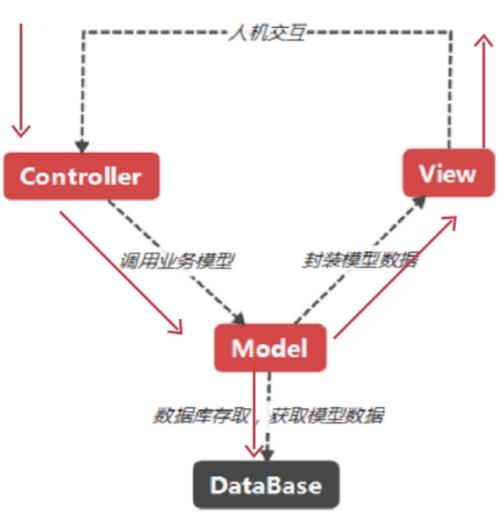 人机交互
Controller
View
调用业务模型
封装模型数据
Model
数据库存取，获取模型数据
DataBase